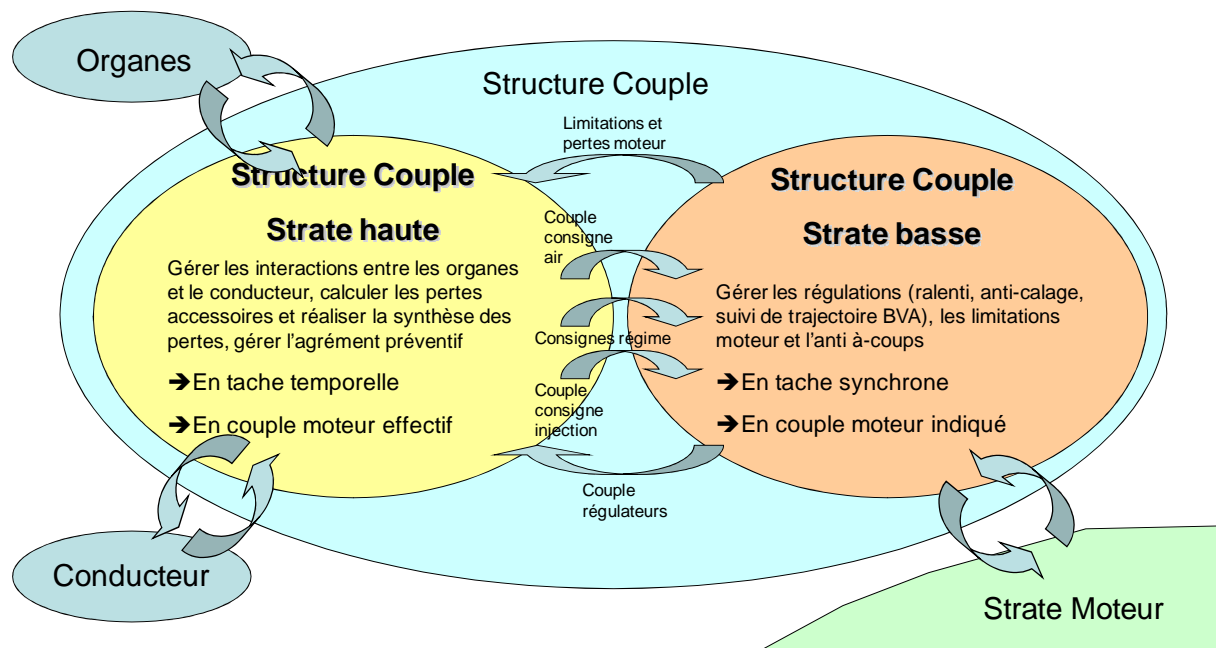 Organes
Structure Couple
Limitations et
pertes moteur
Structure Couple
Strate haute
Gérer les interactions entre les organes
et le conducteur, calculer les pertes
accessoires et réaliser la synthèse des
pertes, gérer l'agrément préventif
➔En tache temporelle
➔En couple moteur effectif
Couple
consigne
air
Consignes régime
Couple
consigne
injection
Couple
régulateurs
Structure Couple
Strate basse
Gérer les régulations (ralenti, anti-calage,
suivi de trajectoire BVA), les limitations
moteur et l'anti à-coups
➔En tache synchrone
➔En couple moteur indiqué
Conducteur
Strate Moteur